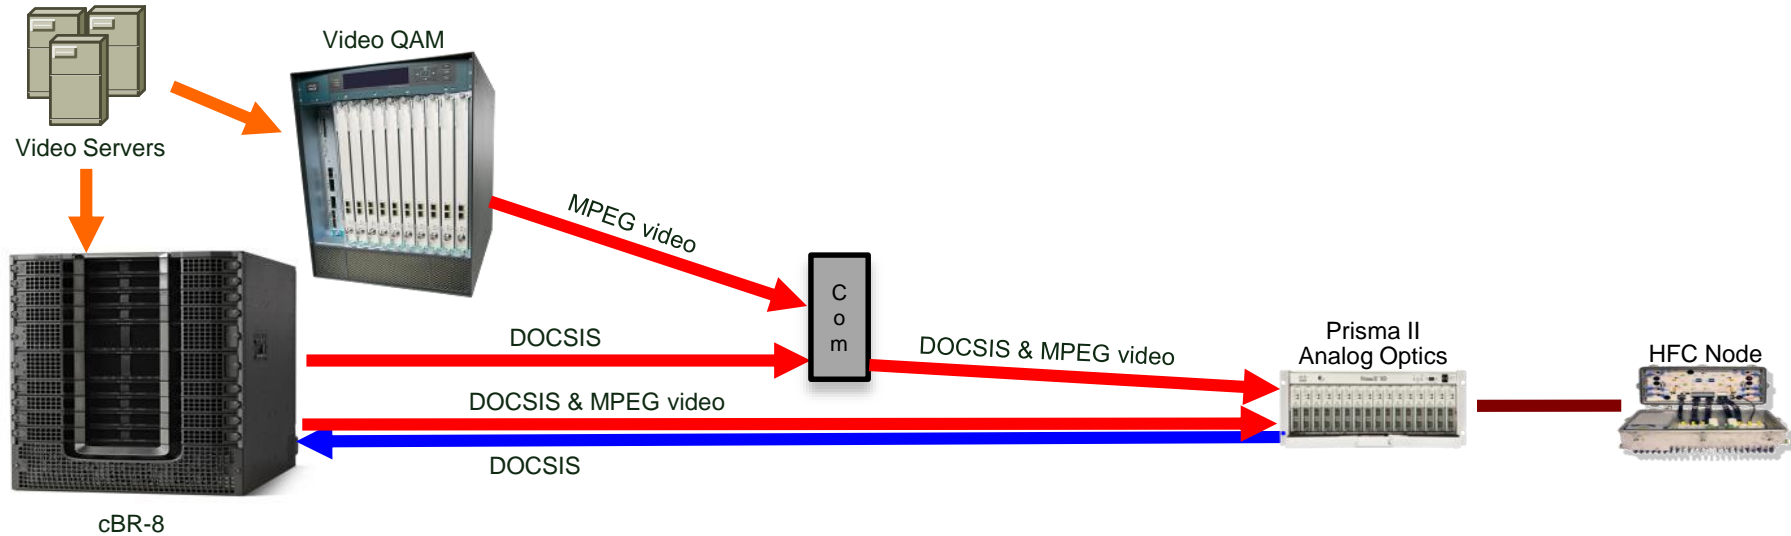 Video QAM
Video Servers
MPEG video
C
o
m
DOCSIS
DOCSIS & MPEG video
Prisma II
Analog Optics
HFC Node
DOCSIS & MPEG video
DOCSIS
cBR-8